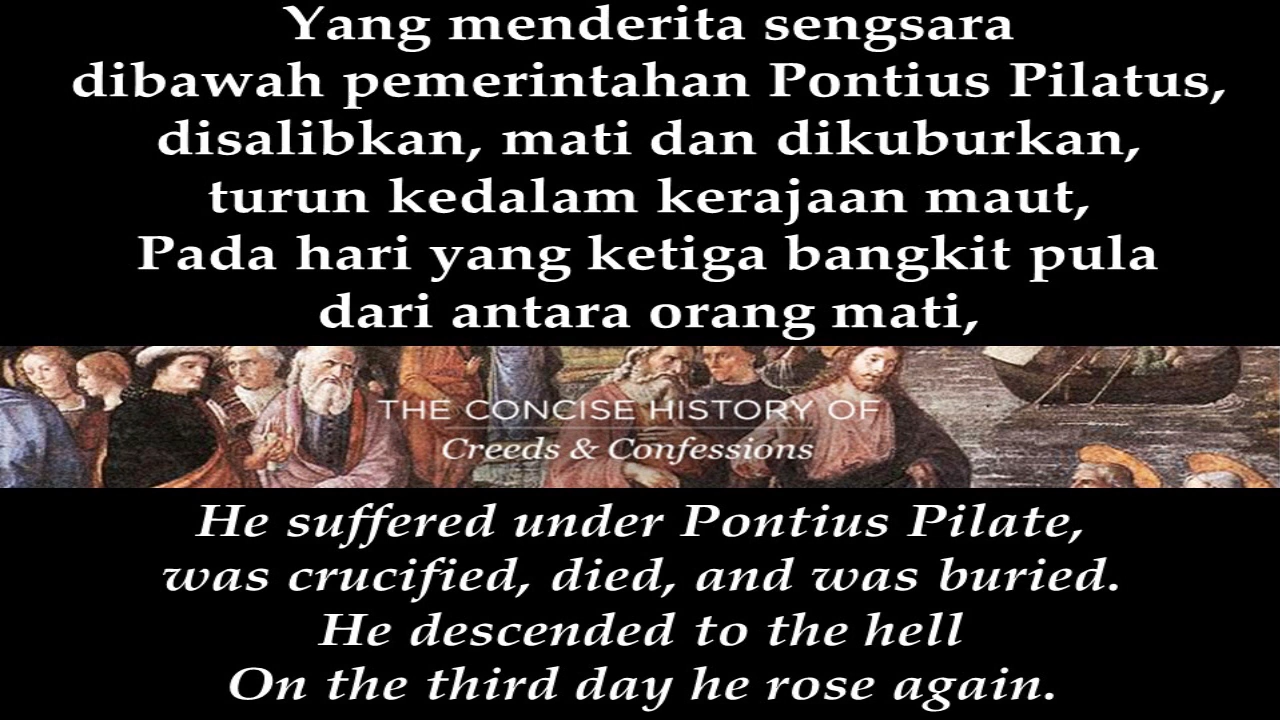 Yang menderita sengsara
dibawah pemerintahan Pontius Pilatus,
disalibkan, mati dan dikuburkan,
turun kedalam kerajaan maut,
Pada hari yang ketiga bangkit pula
dari antara orang mati,
THE CONCISE HISTORY OF
Creeds & Confessions
He suffered under Pontius Pilate,
was crucified, died, and was buried.
He descended to the hell
On the third day he rose again.